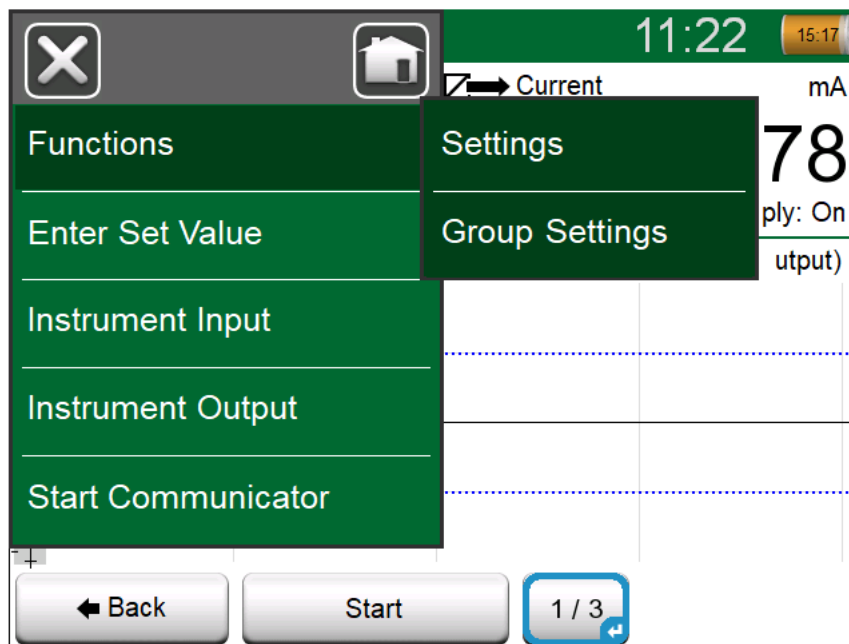 11:22
15:17
Current
mA
Functions
Settings
78
Enter Set Value
Group Settings
ply: On
utput)
Instrument Input
Instrument Output
Start Communicator
Back
Start
1 / 3